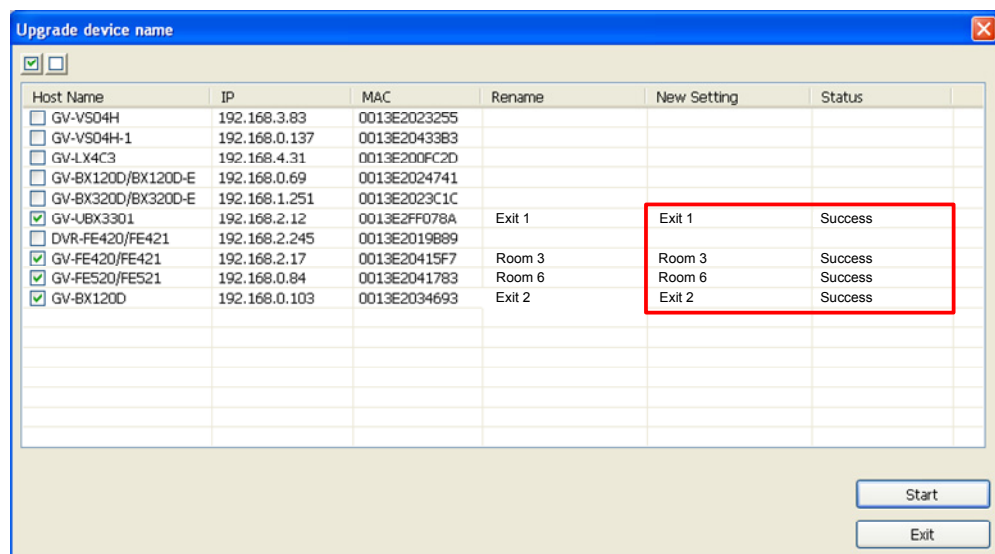 Upgrade device name
Host Name IP MAC Rename New Setting Status
GV-VS04H 192.168.3.83 0013E2023255
GV-VS04H-1 192.168.0.137 0013E20433B3
GV-LX4C3 192.168.4.31 0013E200FC2D
GV-BX120D/BX120D-E 192.168.0.69 0013E2024741
GV-BX320D/BX320D-E 192.168.1.251 0013E2023C1C
GV-UBX3301 192.168.2.12 0013E2FF078A Exit 1 Exit 1 Success
DVR-FE420/FE421 192.168.2.245 0013E2019B89
GV-FE420/FE421 192.168.2.17 0013E20415F7 Room 3 Room 3 Success
GV-FE520/FE521 192.168.0.84 0013E2041783 Room 6 Room 6 Success
GV-BX120D 192.168.0.103 0013E2034693 Exit 2 Exit 2 Success
Start
Exit